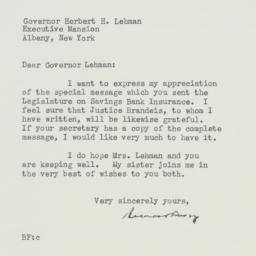 Governor Herbert H. Lehman
Executive Mansion
Albany, New York
Dear Governor Lehman:
I want to express my appreciation
of the special message which you sent the
Legislature on Savings Bank Insurance. I
feel sure that Justice Brandeis, to whom I
have written, will be likewise grateful.
If your secretary has a copy of the complete
message, I would like very much to have it.
I do hope Mrs. Lehman and you
are keeping well. My sister joins me in
the very best of wishes to you both.
Very sincerely yours,
BF:c